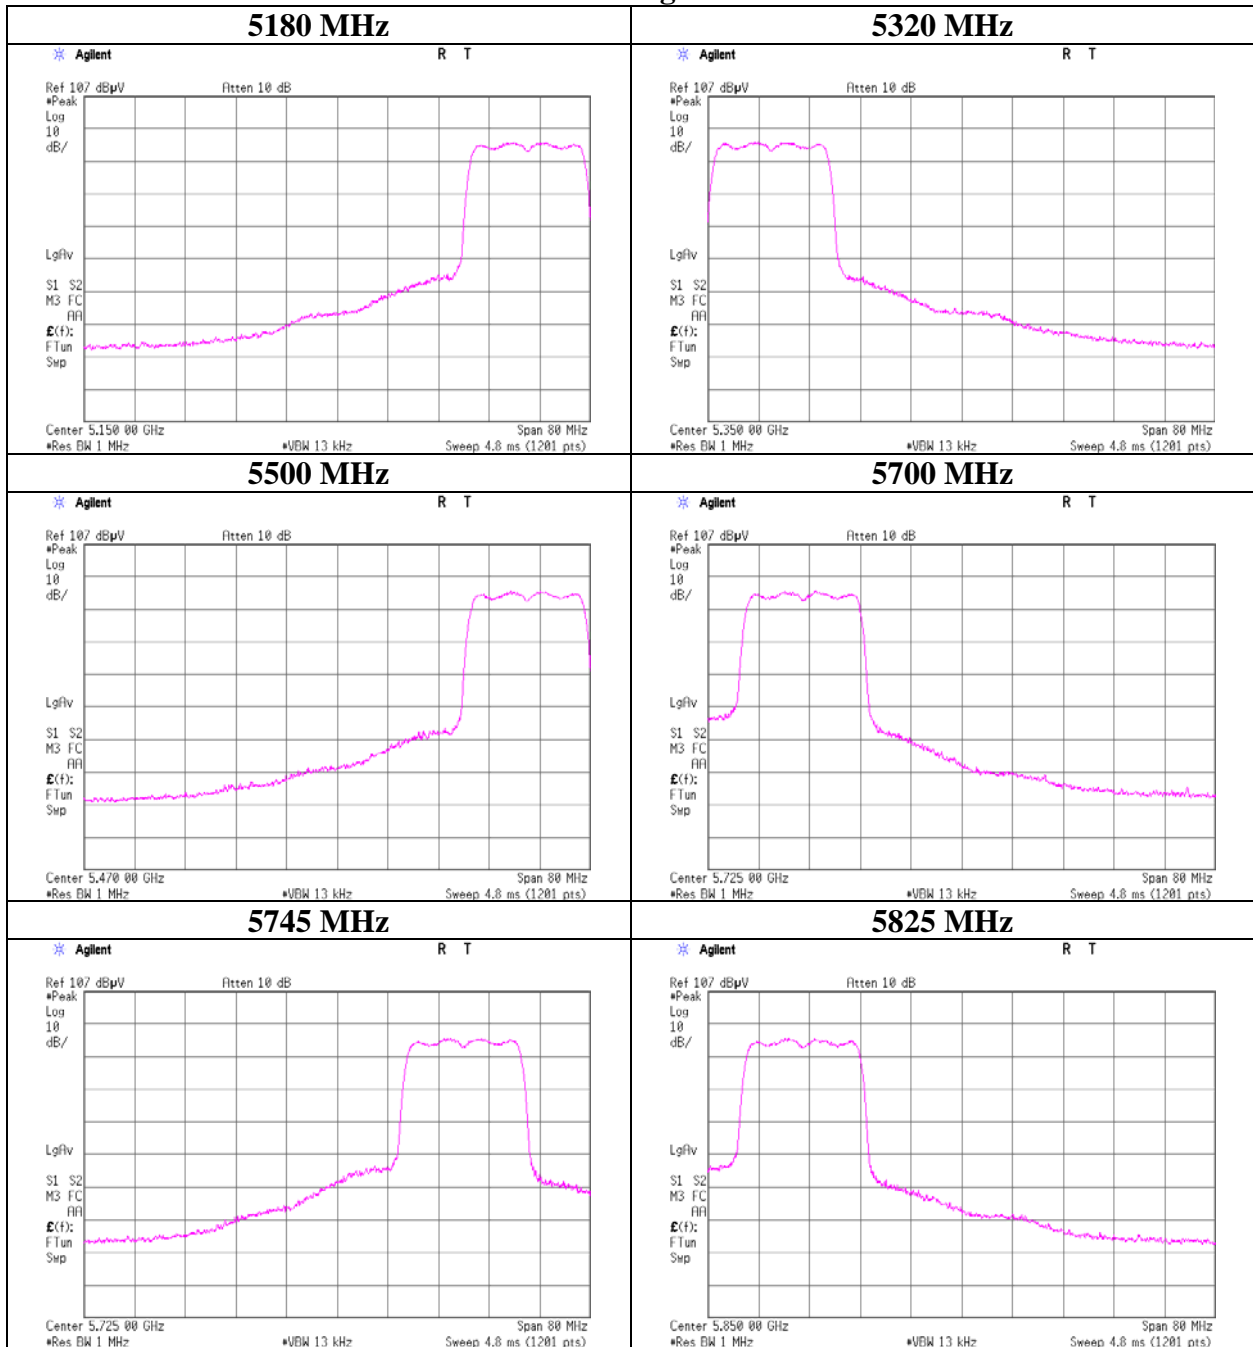 5180 MHz
5320 MHz
Agilent
R T
Ref 107 dBµV
Atten 10 dB
#Peak
Log
10
dB/
LgAv
S1 S2
M3 FC
AA
£(f):
FTun
Swp
Center 5.150 00 GHz
Span 80 MHz
#Res BW 1 MHz
#VBW 13 kHz
Sweep 4.8 ms (1201 pts)
Agilent
R T
Ref 107 dBµV
Atten 10 dB
#Peak
Log
10
dB/
LgAv
S1 S2
M3 FC
AA
£(f):
FTun
Swp
Center 5.350 00 GHz
Span 80 MHz
#Res BW 1 MHz
#VBW 13 kHz
Sweep 4.8 ms (1201 pts)
5500 MHz
5700 MHz
Agilent
R T
Ref 107 dBµV
Atten 10 dB
#Peak
Log
10
dB/
LgAv
S1 S2
M3 FC
AA
£(f):
FTun
Swp
Center 5.470 00 GHz
Span 80 MHz
#Res BW 1 MHz
#VBW 13 kHz
Sweep 4.8 ms (1201 pts)
Agilent
R T
Ref 107 dBµV
Atten 10 dB
#Peak
Log
10
dB/
LgAv
S1 S2
M3 FC
AA
£(f):
FTun
Swp
Center 5.725 00 GHz
Span 80 MHz
#Res BW 1 MHz
#VBW 13 kHz
Sweep 4.8 ms (1201 pts)
5745 MHz
5825 MHz
Agilent
R T
Ref 107 dBµV
Atten 10 dB
#Peak
Log
10
dB/
LgAv
S1 S2
M3 FC
AA
£(f):
FTun
Swp
Center 5.725 00 GHz
Span 80 MHz
#Res BW 1 MHz
#VBW 13 kHz
Sweep 4.8 ms (1201 pts)
Agilent
R T
Ref 107 dBµV
Atten 10 dB
#Peak
Log
10
dB/
LgAv
S1 S2
M3 FC
AA
£(f):
FTun
Swp
Center 5.850 00 GHz
Span 80 MHz
#Res BW 1 MHz
#VBW 13 kHz
Sweep 4.8 ms (1201 pts)